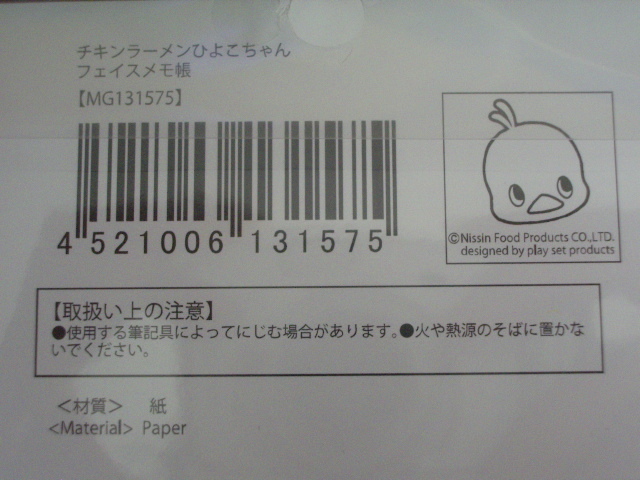 チキンラーメンひよこちゃん
フェイスメモ帳
【MG131575】
4 521006 131575
©Nissin Food Products CO.,LTD.
designed by play set products
【取扱い上の注意】
●使用する筆記具によってにじむ場合があります。●火や熱源のそばに置かな
いでください。
＜材質＞ 紙
<Material> Paper